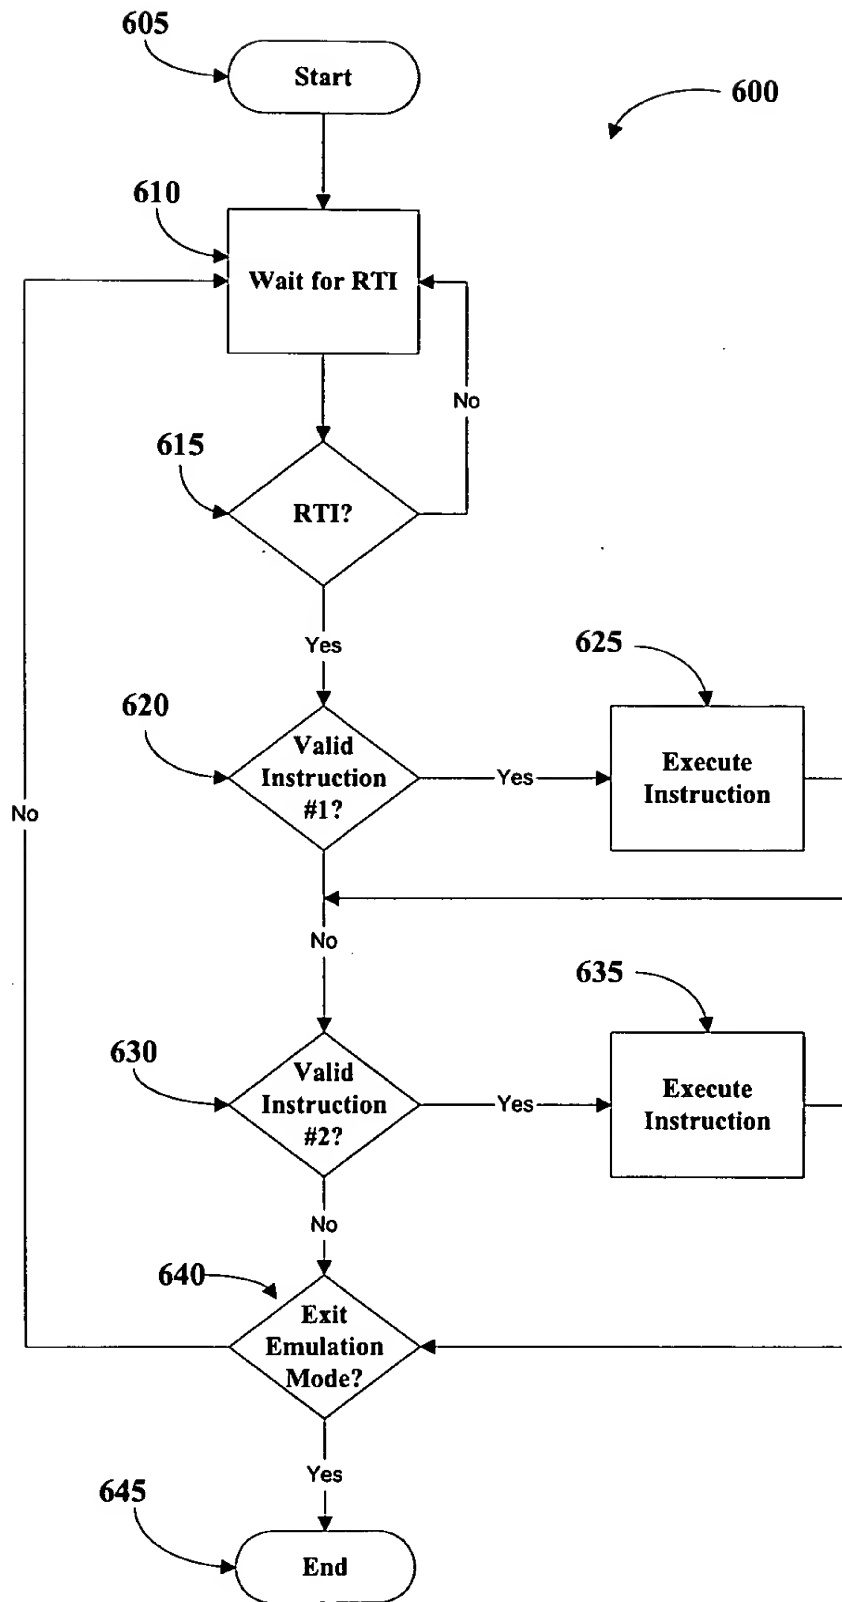 605
Start
600
610
Wait for RTI
No
615
RTI?
Yes
625
620
Valid
Instruction
#1?
Yes
Execute
Instruction
No
No
635
630
Valid
Instruction
#2?
Yes
Execute
Instruction
No
640
Exit
Emulation
Mode?
Yes
645
End